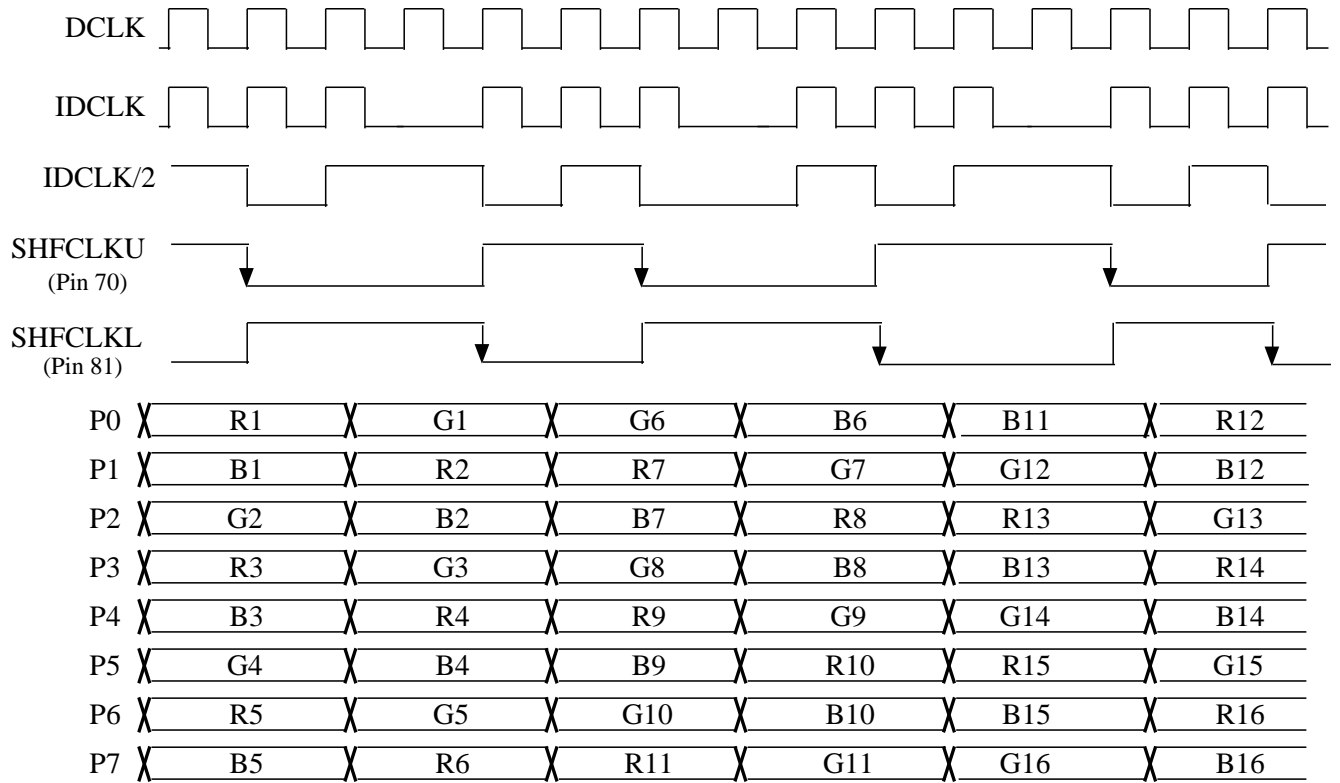 DCLK
IDCLK
IDCLK/2
SHFCLKU
(Pin 70)
SHFCLKL
(Pin 81)
P0 R1 G1 G6 B6 B11 R12
P1 B1 R2 R7 G7 G12 B12
P2 G2 B2 B7 R8 R13 G13
P3 R3 G3 G8 B8 B13 R14
P4 B3 R4 R9 G9 G14 B14
P5 G4 B4 B9 R10 R15 G15
P6 R5 G5 G10 B10 B15 R16
P7 B5 R6 R11 G11 G16 B16